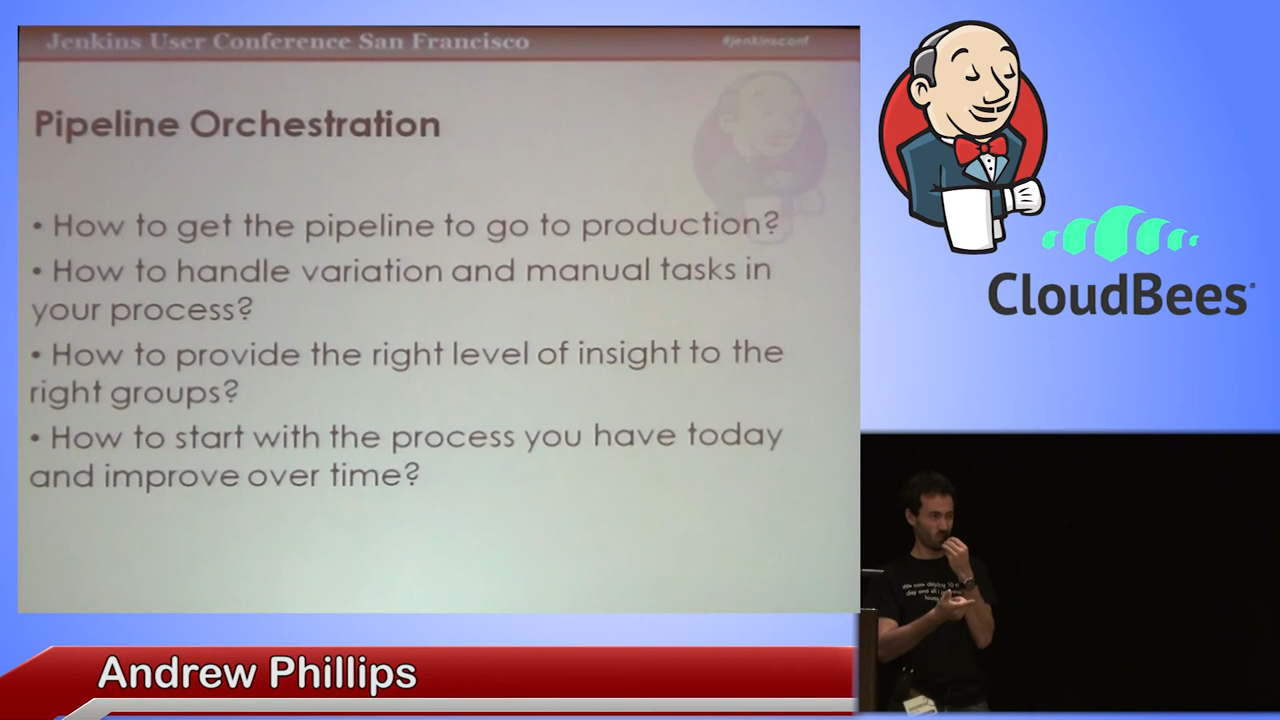 Jenkins User Conference San Francisco
#jenkinsconf
Pipeline Orchestration
• How to get the pipeline to go to production?
• How to handle variation and manual tasks in
your process?
• How to provide the right level of insight to the
right groups?
• How to start with the process you have today
and improve over time?
CloudBees
Andrew Phillips